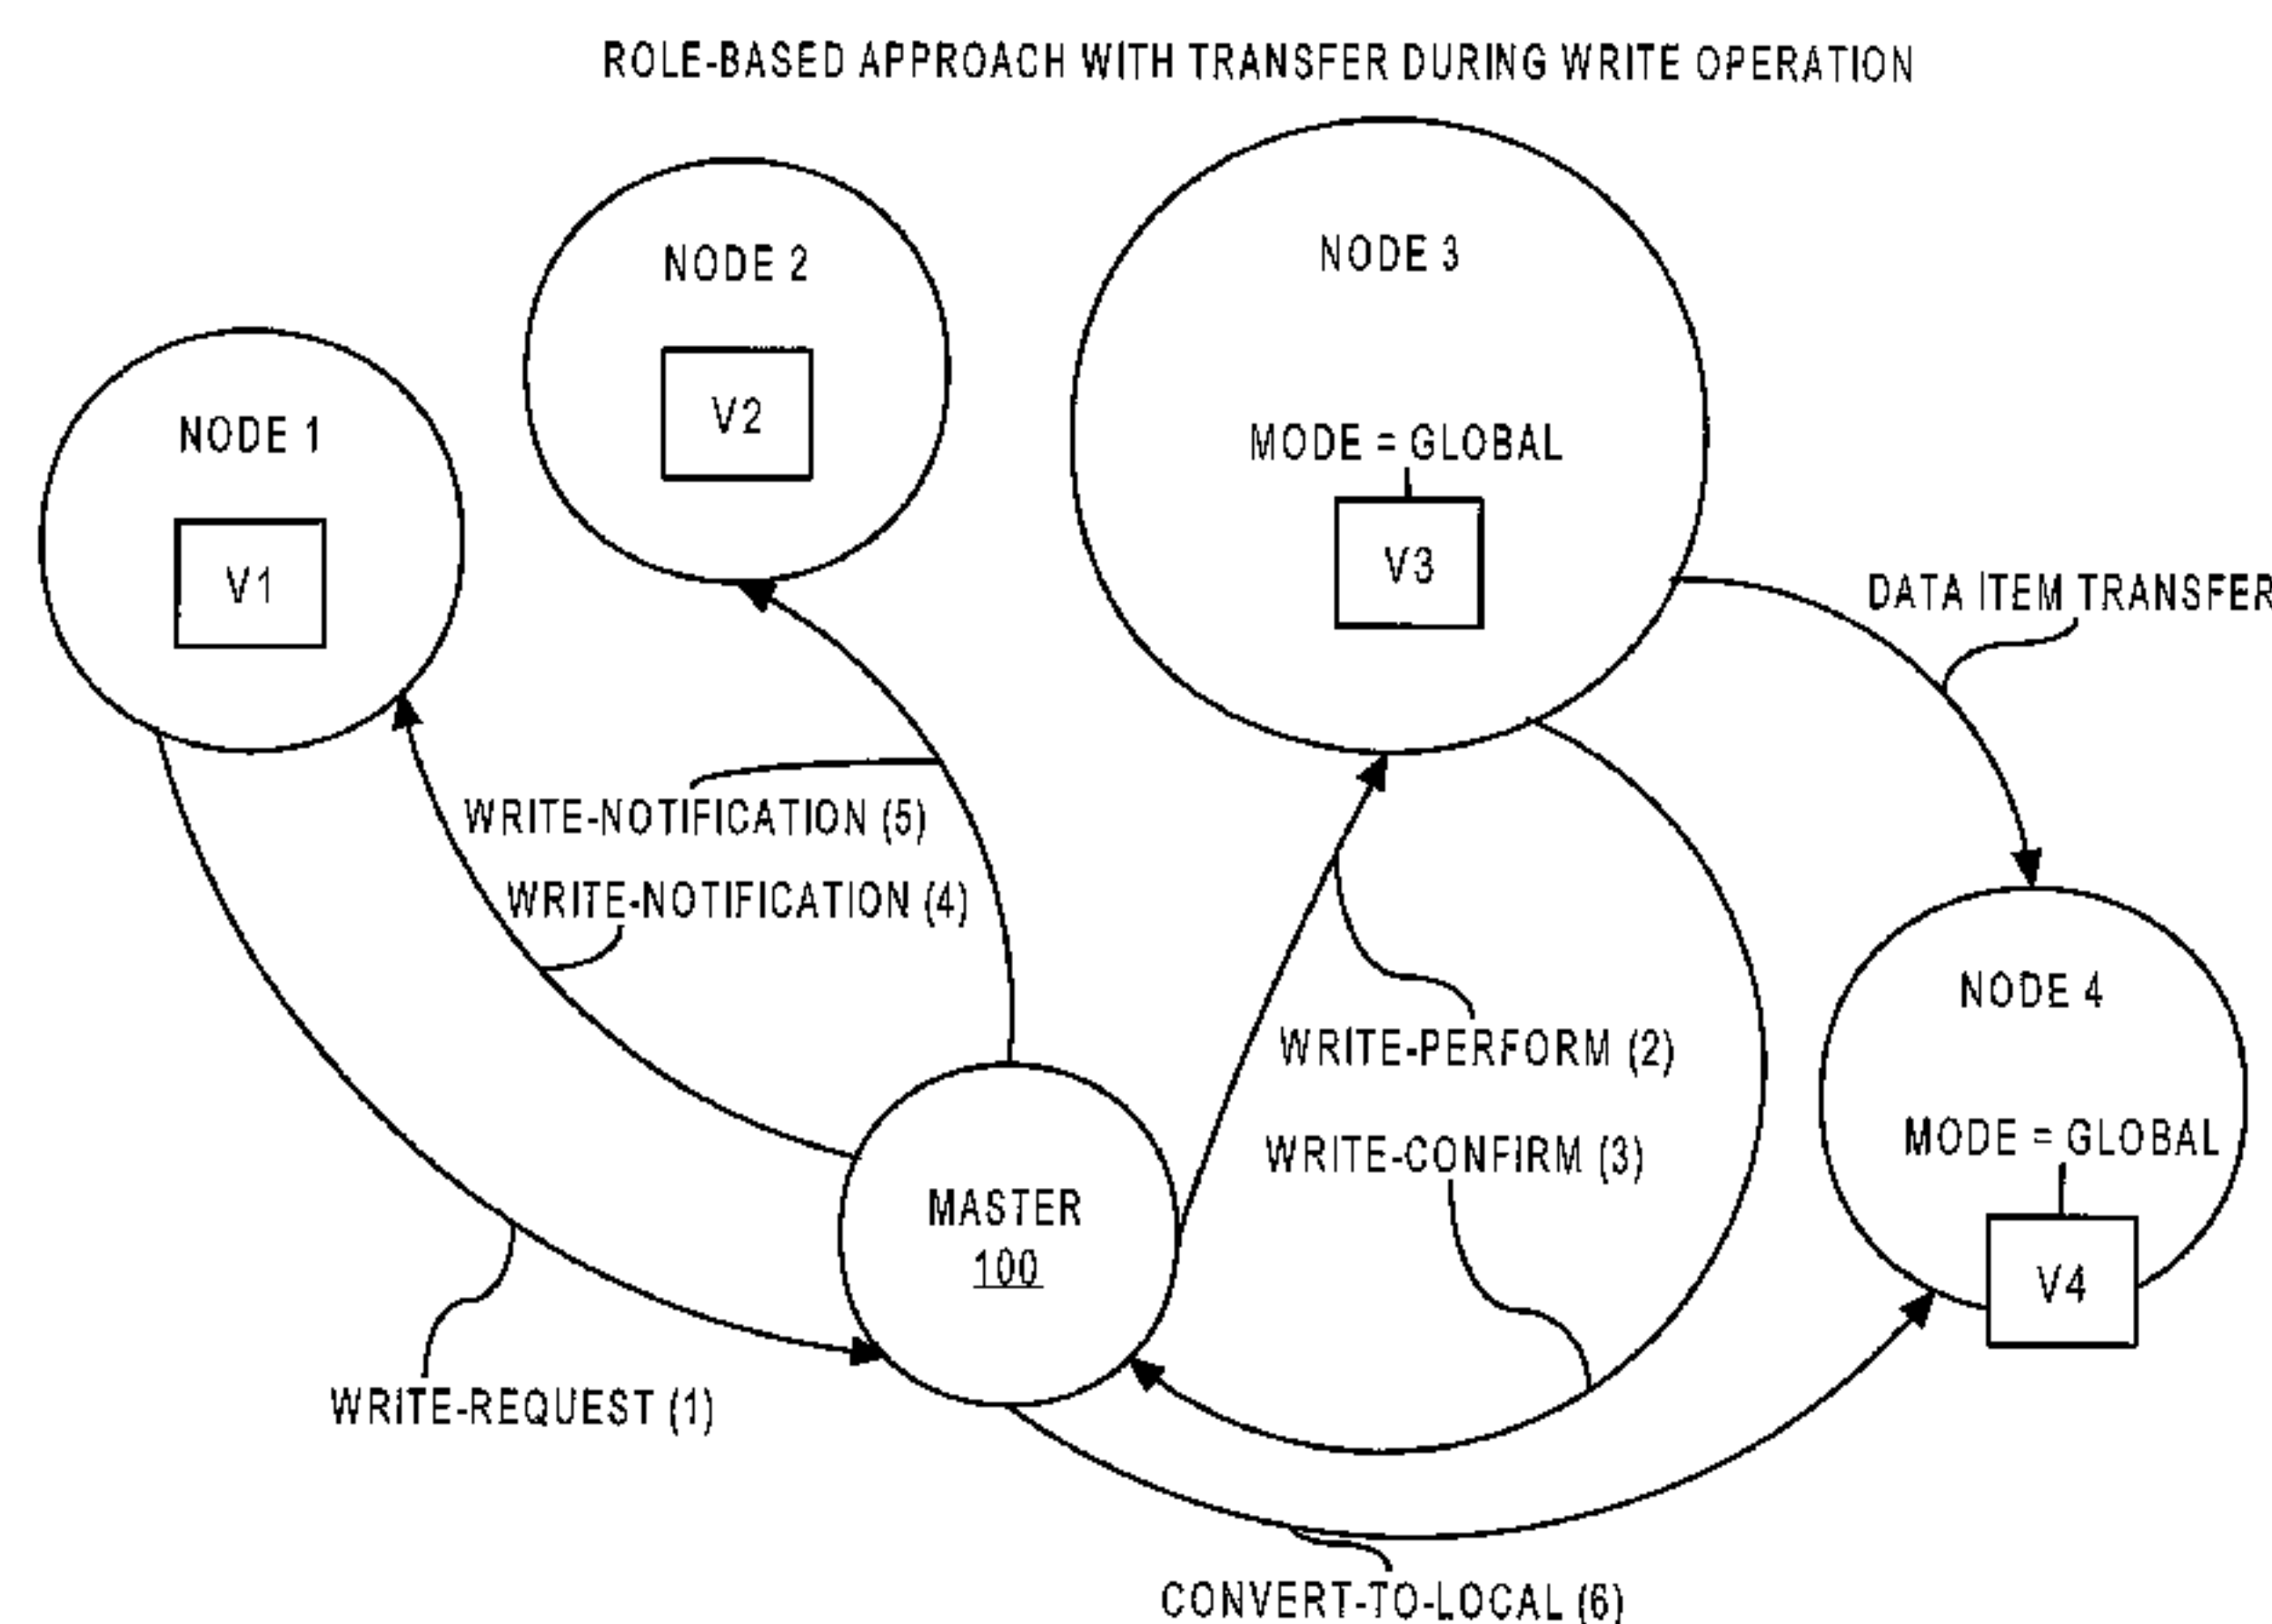 ROLE-BASED APPROACH WITH TRANSFER DURING WRITE OPERATION
NODE 1
V1
NODE 2
V2
NODE 3
MODE = GLOBAL
V3
DATA ITEM TRANSFER
WRITE-NOTIFICATION (5)
WRITE-NOTIFICATION (4)
WRITE-PERFORM (2)
WRITE-CONFIRM (3)
NODE 4
MODE = GLOBAL
V4
MASTER
100
WRITE-REQUEST (1)
CONVERT-TO-LOCAL (6)